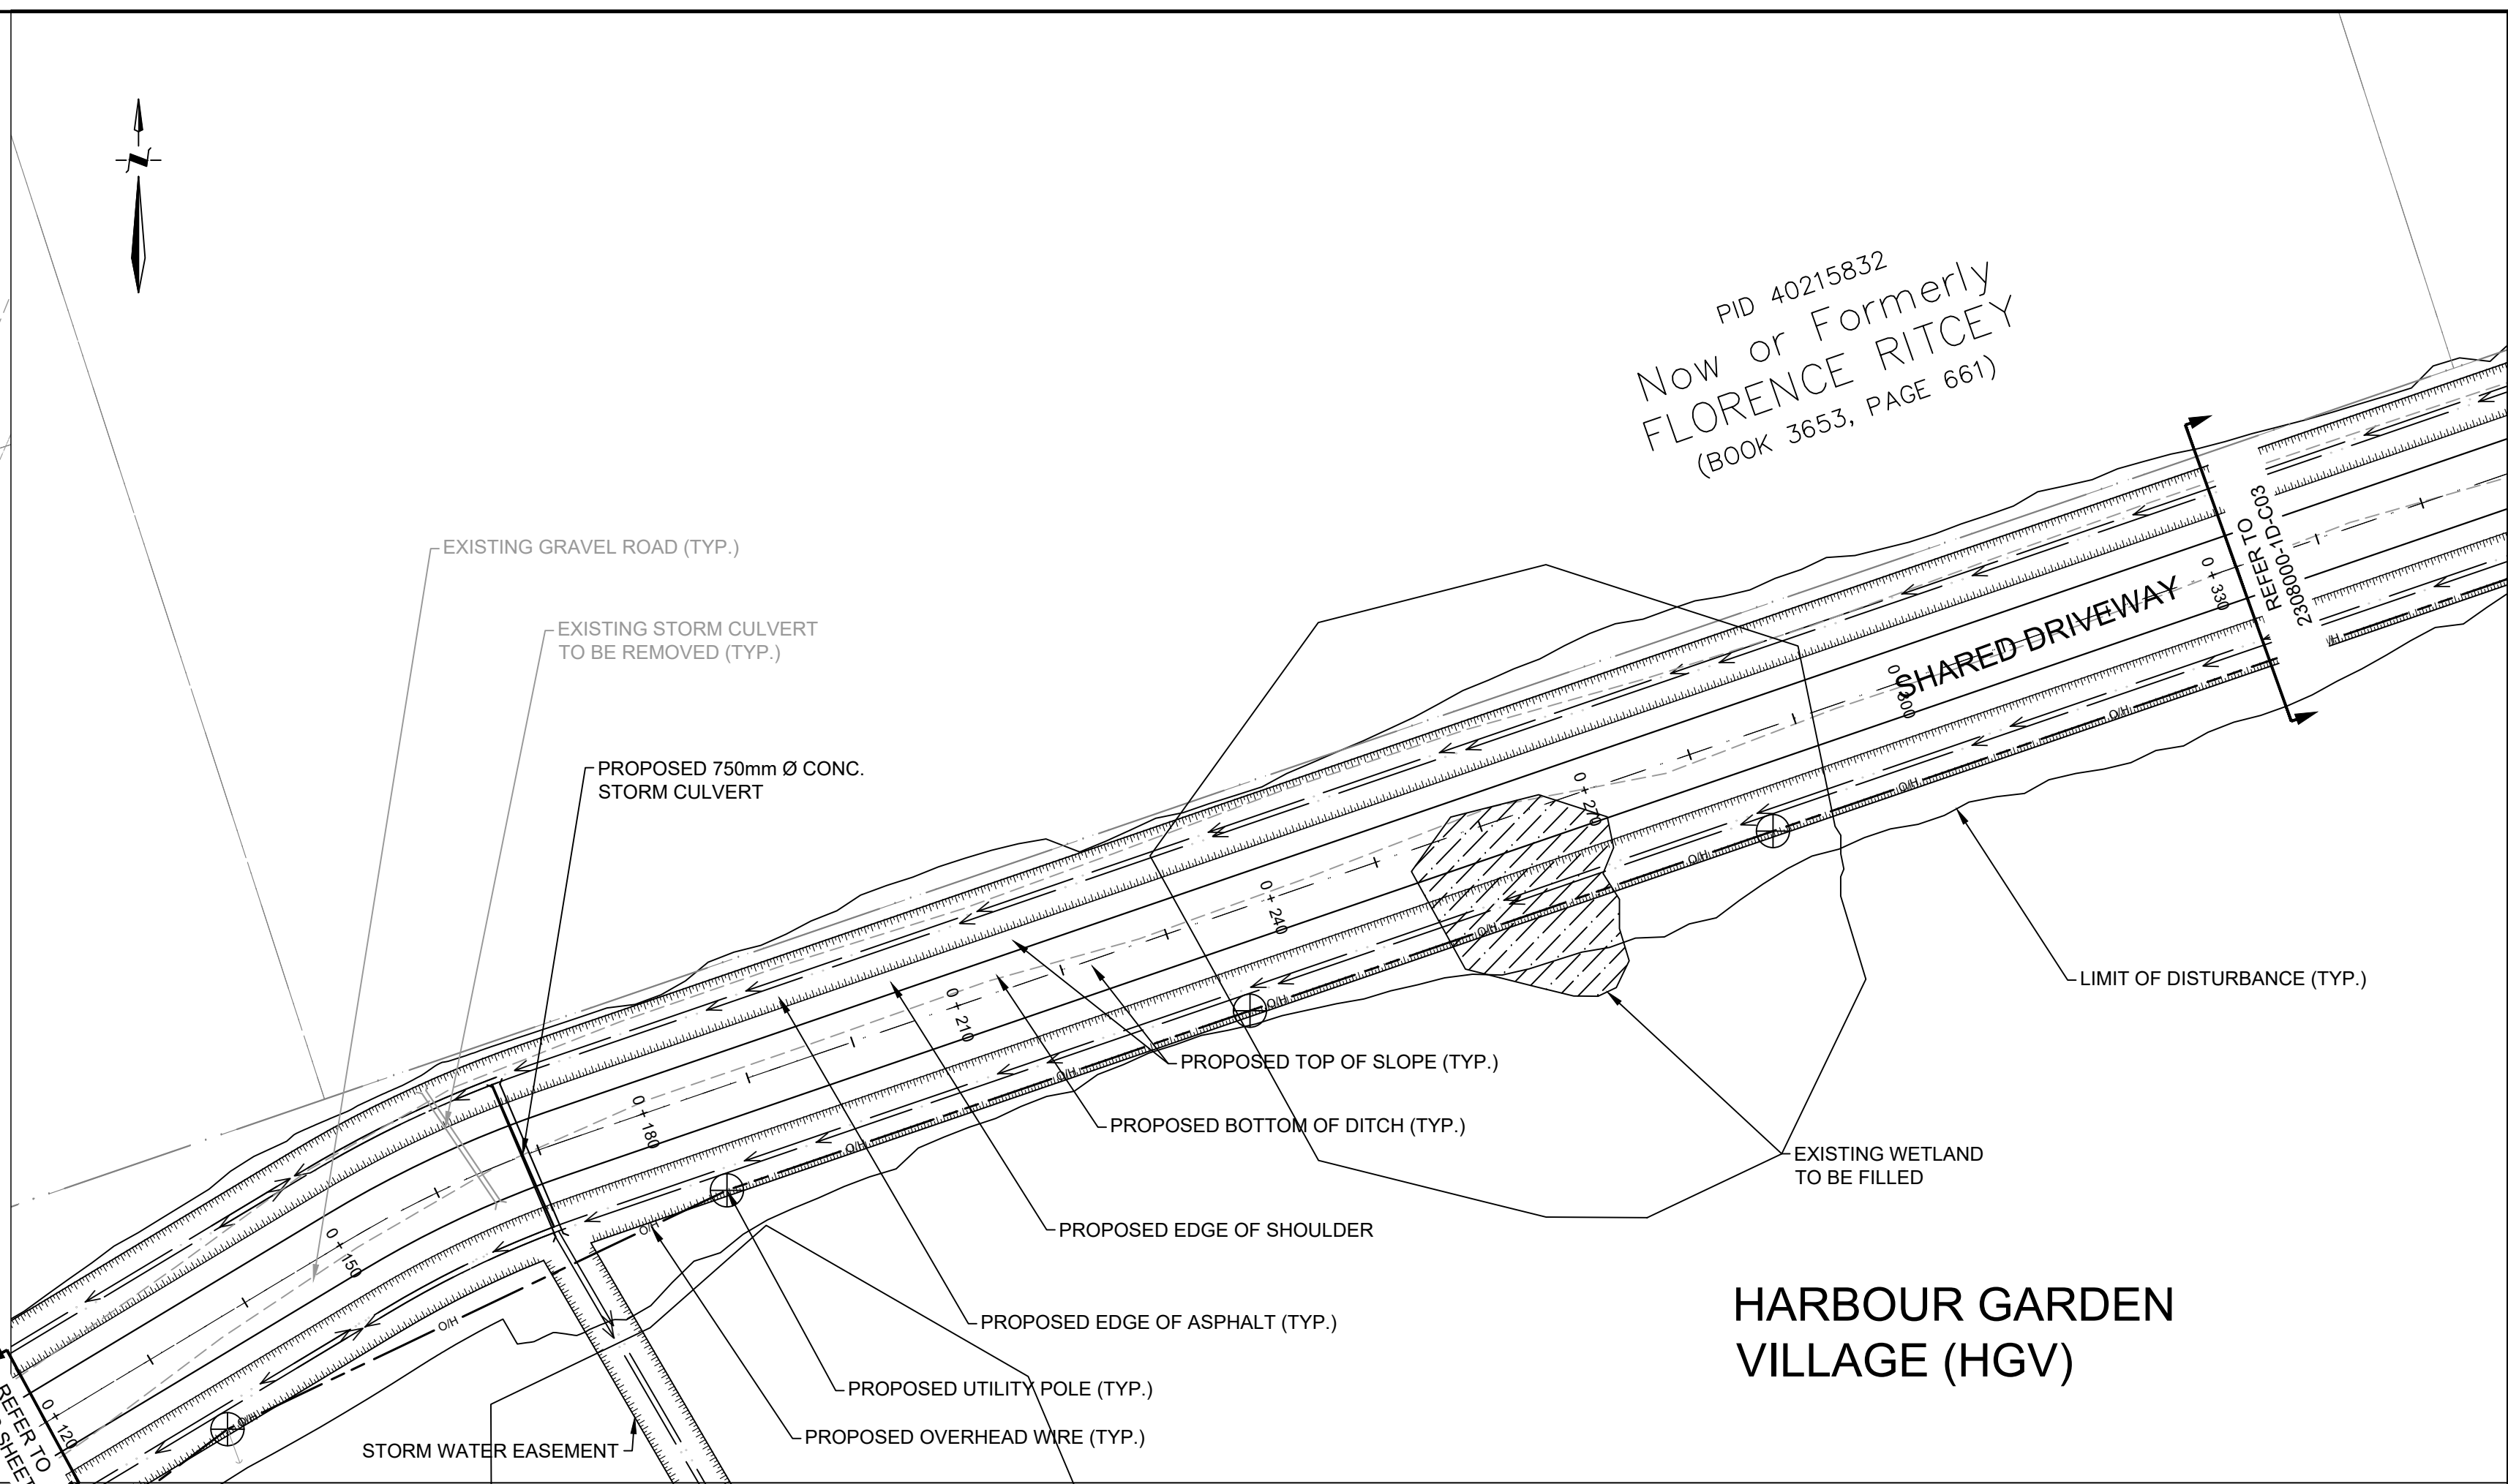 N
PID 40215832
Now or Formerly
FLORENCE RITCEY
(BOOK 3653, PAGE 661)
EXISTING GRAVEL ROAD (TYP.)
EXISTING STORM CULVERT
TO BE REMOVED (TYP.)
PROPOSED 750mm Ø CONC.
STORM CULVERT
REFER TO
2308000-1D-C03
0 + 330
SHARED DRIVEWAY
0 + 300
0 + 270
0 + 240
0 + 210
0 + 180
0 + 150
0 + 120
O/H
O/H
O/H
O/H
O/H
O/H
O/H
O/H
O/H
LIMIT OF DISTURBANCE (TYP.)
PROPOSED TOP OF SLOPE (TYP.)
PROPOSED BOTTOM OF DITCH (TYP.)
EXISTING WETLAND
TO BE FILLED
PROPOSED EDGE OF SHOULDER
PROPOSED EDGE OF ASPHALT (TYP.)
PROPOSED UTILITY POLE (TYP.)
PROPOSED OVERHEAD WIRE (TYP.)
STORM WATER EASEMENT
HARBOUR GARDEN
VILLAGE (HGV)
REFER TO
SHEET